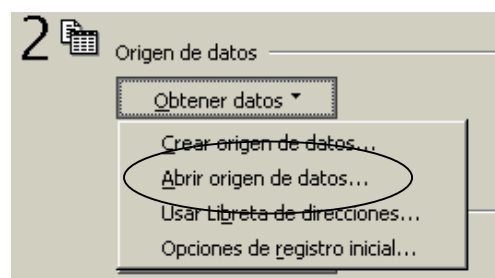 2
Origen de datos
Obtener datos
Crear origen de datos...
Abrir origen de datos...
Usar Libreta de direcciones...
Opciones de registro inicial...